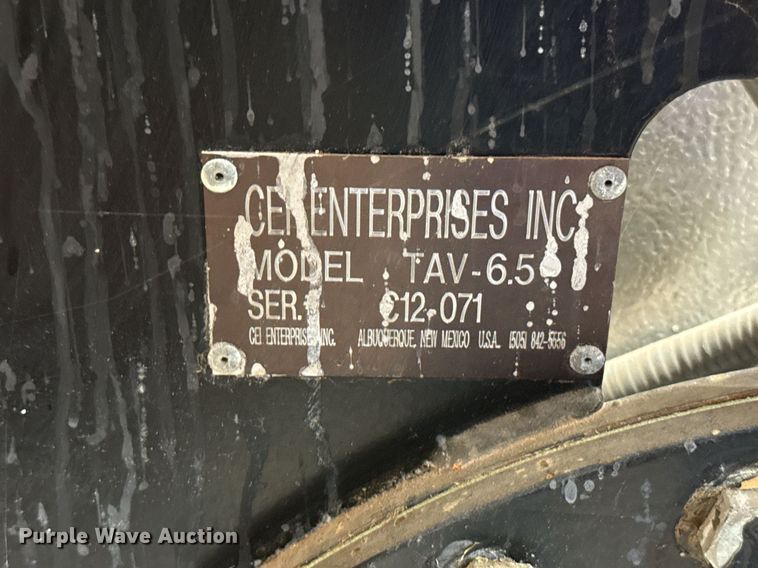 CEI ENTERPRISES INC.
MODEL TAV-6.5
SER. C12-071
CEI ENTERPRISES, INC. ALBUQUERQUE, NEW MEXICO U.S.A. (505) 842-5556
Purple Wave Auction